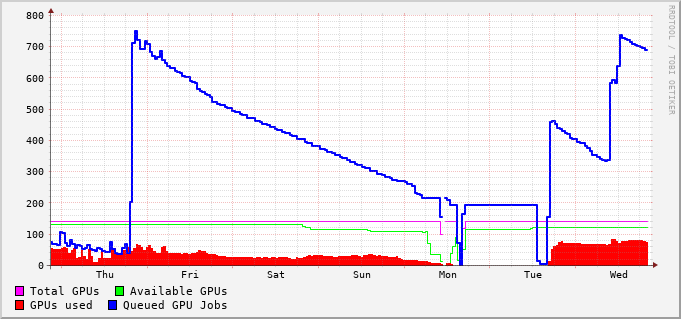 800
700
600
500
400
300
200
100
0
Thu Fri Sat Sun Mon Tue Wed
Total GPUs Available GPUs
GPUs used Queued GPU Jobs
RRDTOOL / TOBI OETIKER